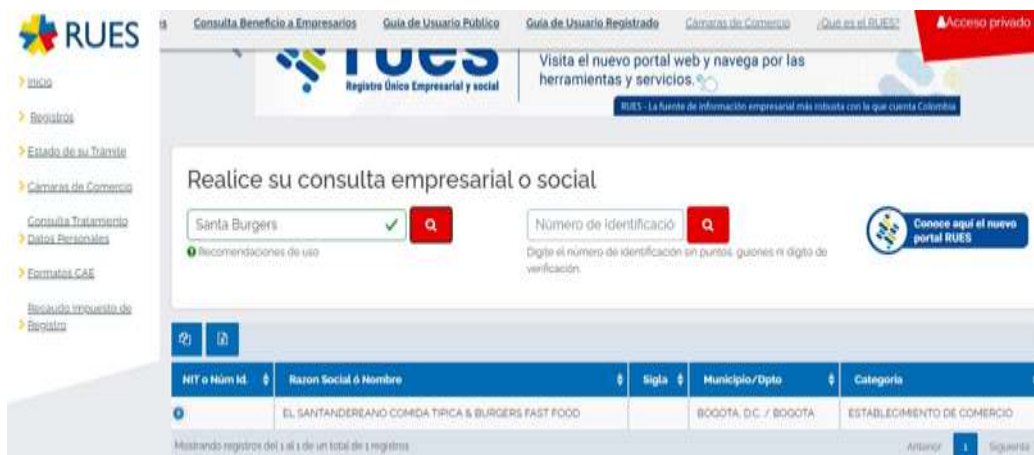 RUES
s Consulta Beneficio a Empresarios Guía de Usuario Público Guía de Usuario Registrado Cámaras de Comercio ¿Qué es el RUES? Acceso privado
Inicio
Registros
Estado de su Trámite
Cámaras de Comercio
Consulta Tratamiento
Datos Personales
Formatos CAE
Recaudo Impuesto de
Registro
rues
Registro Único Empresarial y social
Visita el nuevo portal web y navega por las
herramientas y servicios.
RUES - La fuente de información empresarial más robusta con la que cuenta Colombia
Realice su consulta empresarial o social
Santa Burgers
Recomendaciones de uso
Número de identificació
Digite el número de identificación sin puntos, guiones ni dígito de
verificación.
Conoce aquí el nuevo
portal RUES
NIT o Núm Id. Razon Social ó Nombre Sigla Municipio/Dpto Categoria
EL SANTANDEREANO COMIDA TIPICA & BURGERS FAST FOOD BOGOTA, D.C. / BOGOTA ESTABLECIMIENTO DE COMERCIO
Mostrando registros del 1 al 1 de un total de 1 registros
Anterior 1 Siguiente